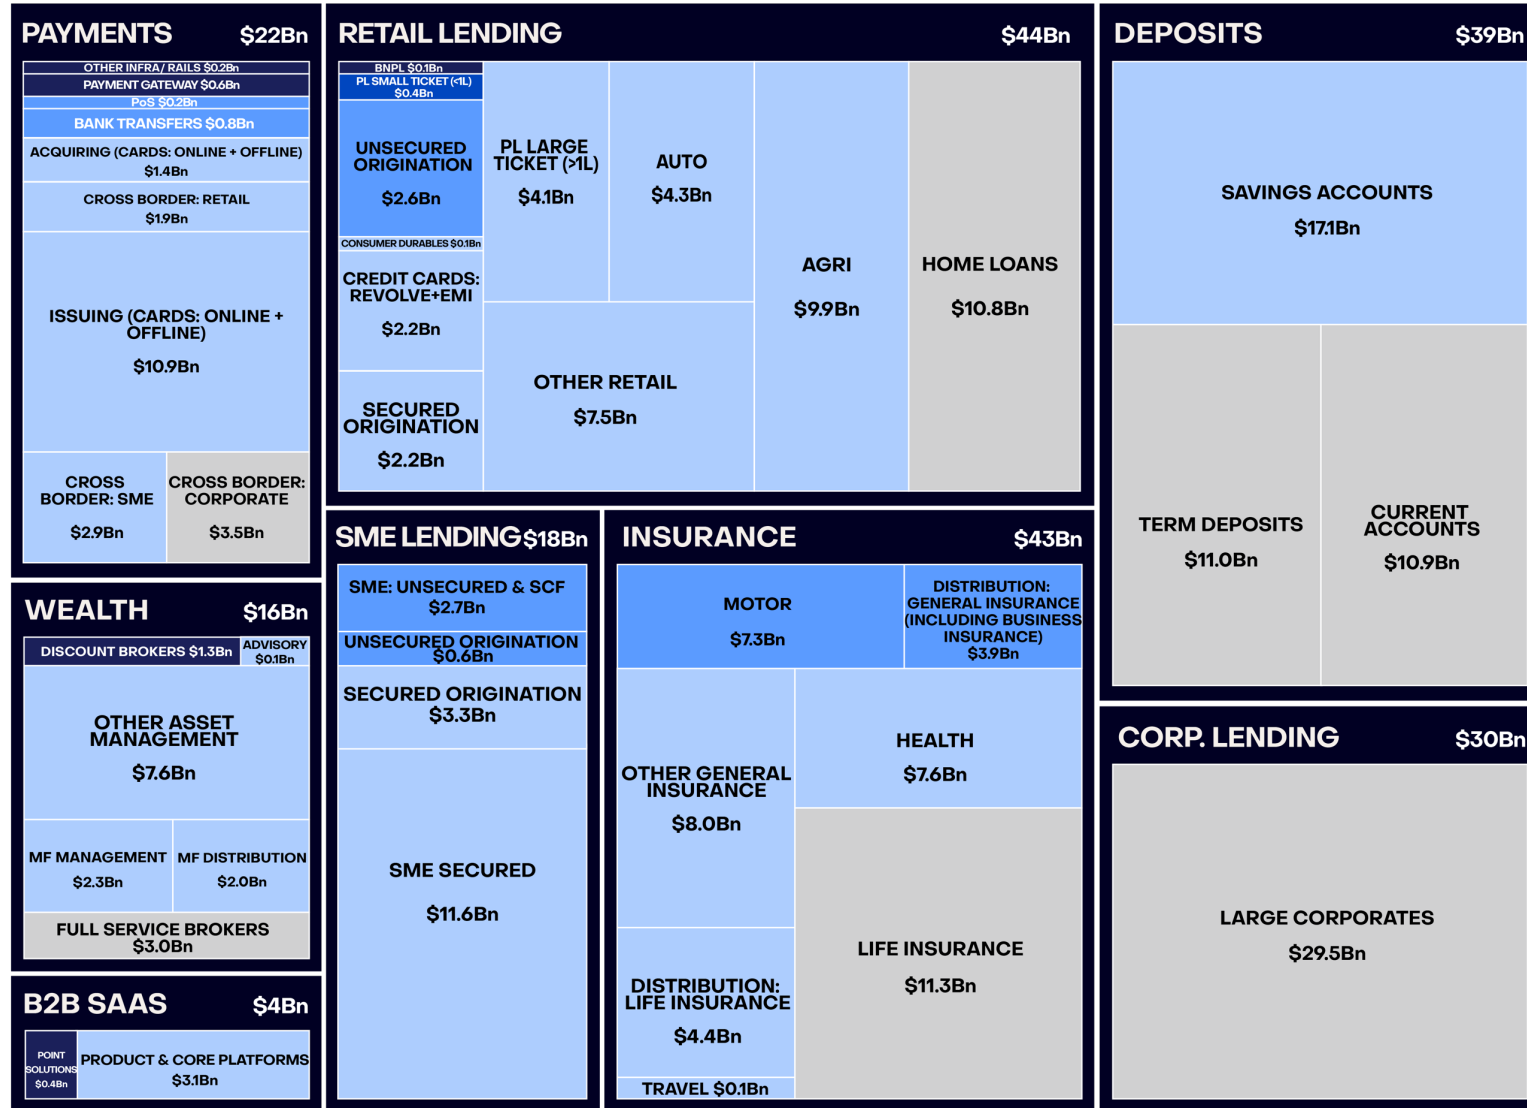 PAYMENTS $22Bn
OTHER INFRA/ RAILS $0.2Bn
PAYMENT GATEWAY $0.6Bn
PoS $0.2Bn
BANK TRANSFERS $0.8Bn
ACQUIRING (CARDS: ONLINE + OFFLINE)
$1.4Bn
CROSS BORDER: RETAIL
$1.9Bn
ISSUING (CARDS: ONLINE +
OFFLINE)
$10.9Bn
CROSS
BORDER: SME
$2.9Bn
CROSS BORDER:
CORPORATE
$3.5Bn
WEALTH $16Bn
DISCOUNT BROKERS $1.3Bn
ADVISORY
$0.1Bn
OTHER ASSET
MANAGEMENT
$7.6Bn
MF MANAGEMENT
$2.3Bn
MF DISTRIBUTION
$2.0Bn
FULL SERVICE BROKERS
$3.0Bn
B2B SAAS $4Bn
POINT
SOLUTIONS
$0.4Bn
PRODUCT & CORE PLATFORMS
$3.1Bn
RETAIL LENDING $44Bn
BNPL $0.1Bn
PL SMALL TICKET (<1L)
$0.4Bn
UNSECURED
ORIGINATION
$2.6Bn
CONSUMER DURABLES $0.1Bn
CREDIT CARDS:
REVOLVE+EMI
$2.2Bn
SECURED
ORIGINATION
$2.2Bn
PL LARGE
TICKET (>1L)
$4.1Bn
AUTO
$4.3Bn
OTHER RETAIL
$7.5Bn
AGRI
$9.9Bn
HOME LOANS
$10.8Bn
SME LENDING $18Bn
SME: UNSECURED & SCF
$2.7Bn
UNSECURED ORIGINATION
$0.6Bn
SECURED ORIGINATION
$3.3Bn
SME SECURED
$11.6Bn
INSURANCE $43Bn
MOTOR
$7.3Bn
DISTRIBUTION:
GENERAL INSURANCE
(INCLUDING BUSINESS
INSURANCE)
$3.9Bn
OTHER GENERAL
INSURANCE
$8.0Bn
HEALTH
$7.6Bn
DISTRIBUTION:
LIFE INSURANCE
$4.4Bn
TRAVEL $0.1Bn
LIFE INSURANCE
$11.3Bn
DEPOSITS $39Bn
SAVINGS ACCOUNTS
$17.1Bn
TERM DEPOSITS
$11.0Bn
CURRENT
ACCOUNTS
$10.9Bn
CORP. LENDING $30Bn
LARGE CORPORATES
$29.5Bn